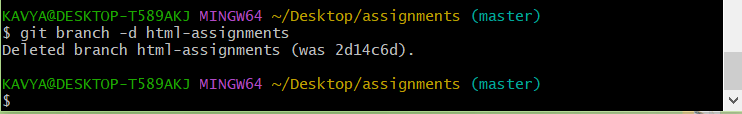 KAVYA@DESKTOP-T589AKJ MINGW64 ~/Desktop/assignments (master)
$ git branch -d html-assignments
Deleted branch html-assignments (was 2d14c6d).
KAVYA@DESKTOP-T589AKJ MINGW64 ~/Desktop/assignments (master)
$